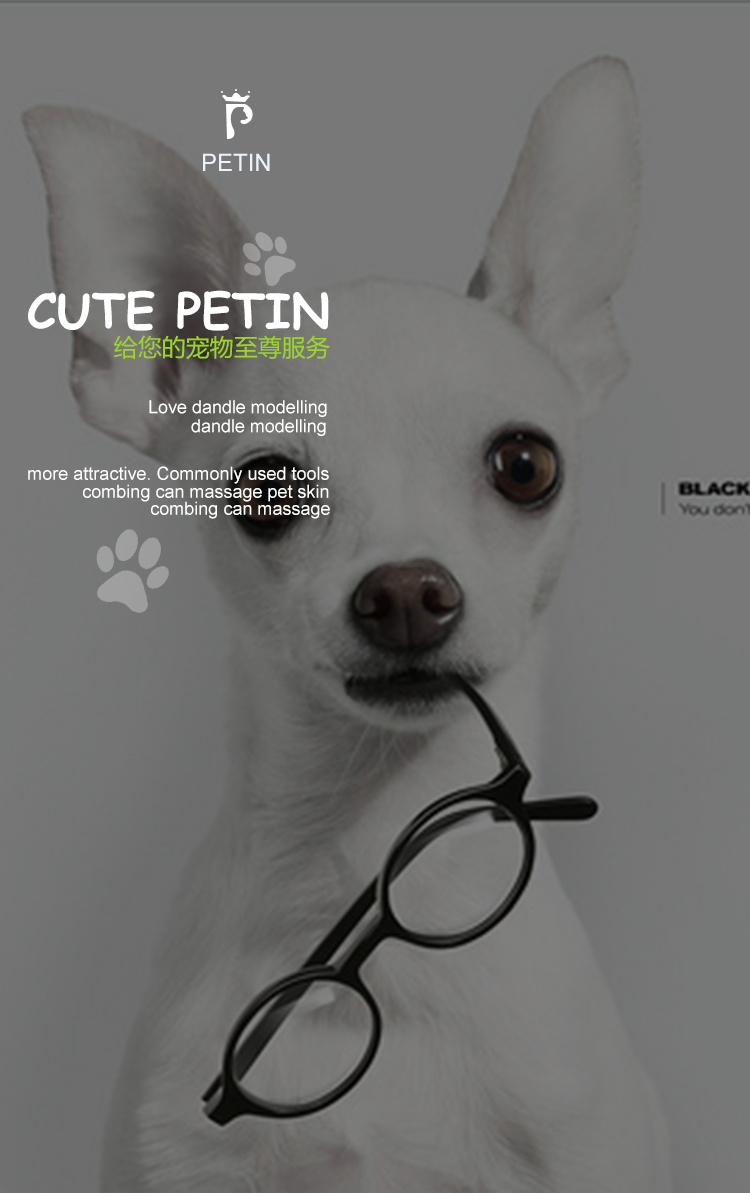 PETIN
CUTE PETIN
给您的宠物至尊服务
Love dandle modelling
dandle modelling
more attractive. Commonly used tools
combing can massage pet skin
combing can massage
BLACK
You don't